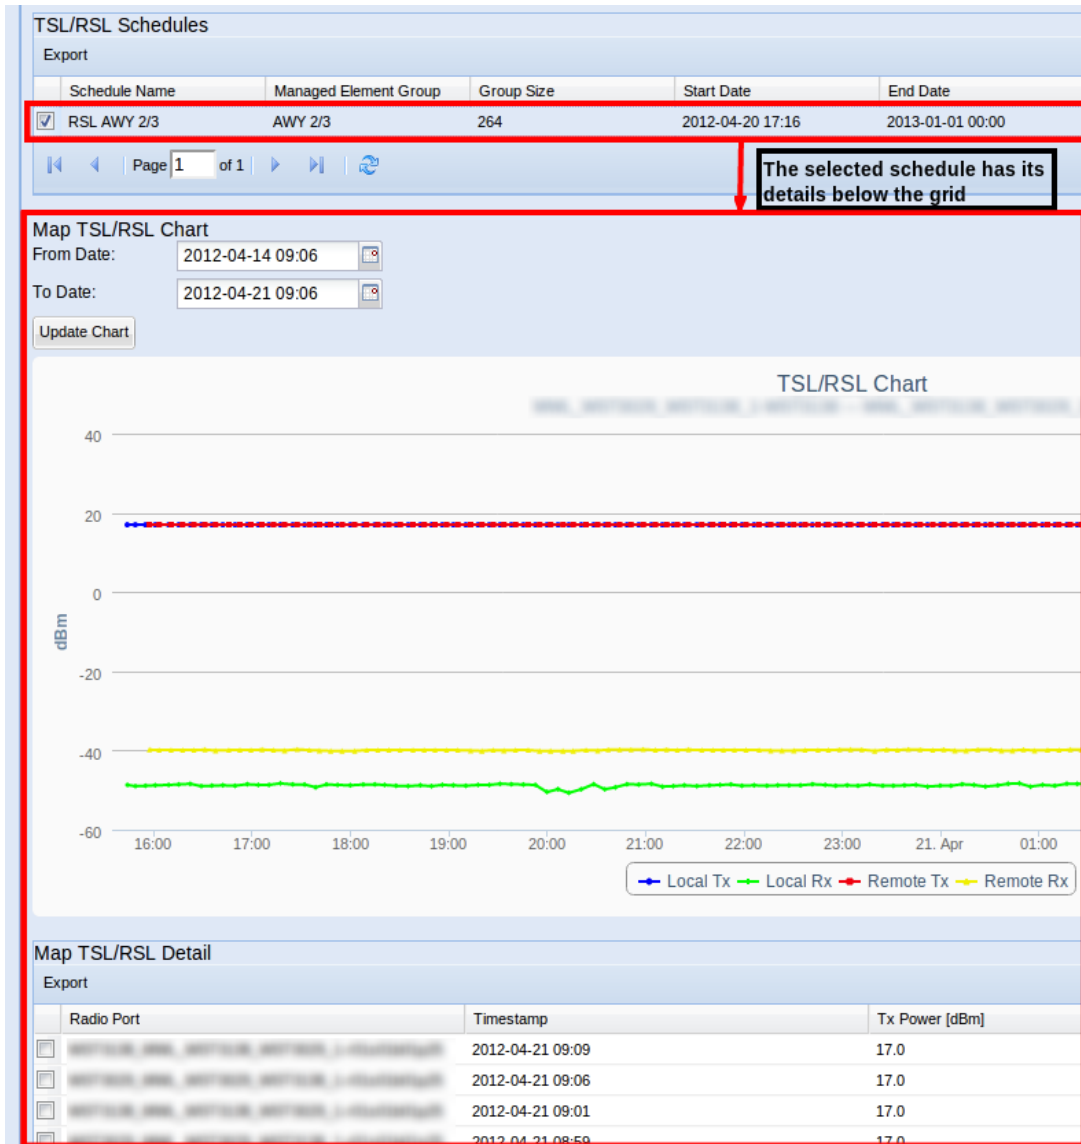 TSL/RSL Schedules
Export
Schedule Name Managed Element Group Group Size Start Date End Date
RSL AWY 2/3 AWY 2/3 264 2012-04-20 17:16 2013-01-01 00:00
Page 1 of 1
The selected schedule has its
details below the grid
Map TSL/RSL Chart
From Date: 2012-04-14 09:06
To Date: 2012-04-21 09:06
Update Chart
TSL/RSL Chart
40
20
0
dBm
-20
-40
-60
16:00 17:00 18:00 19:00 20:00 21:00 22:00 23:00 21. Apr 01:00
Local Tx Local Rx Remote Tx Remote Rx
Map TSL/RSL Detail
Export
Radio Port Timestamp Tx Power [dBm]
2012-04-21 09:09 17.0
2012-04-21 09:06 17.0
2012-04-21 09:01 17.0
2012-04-21 08:59 17.0